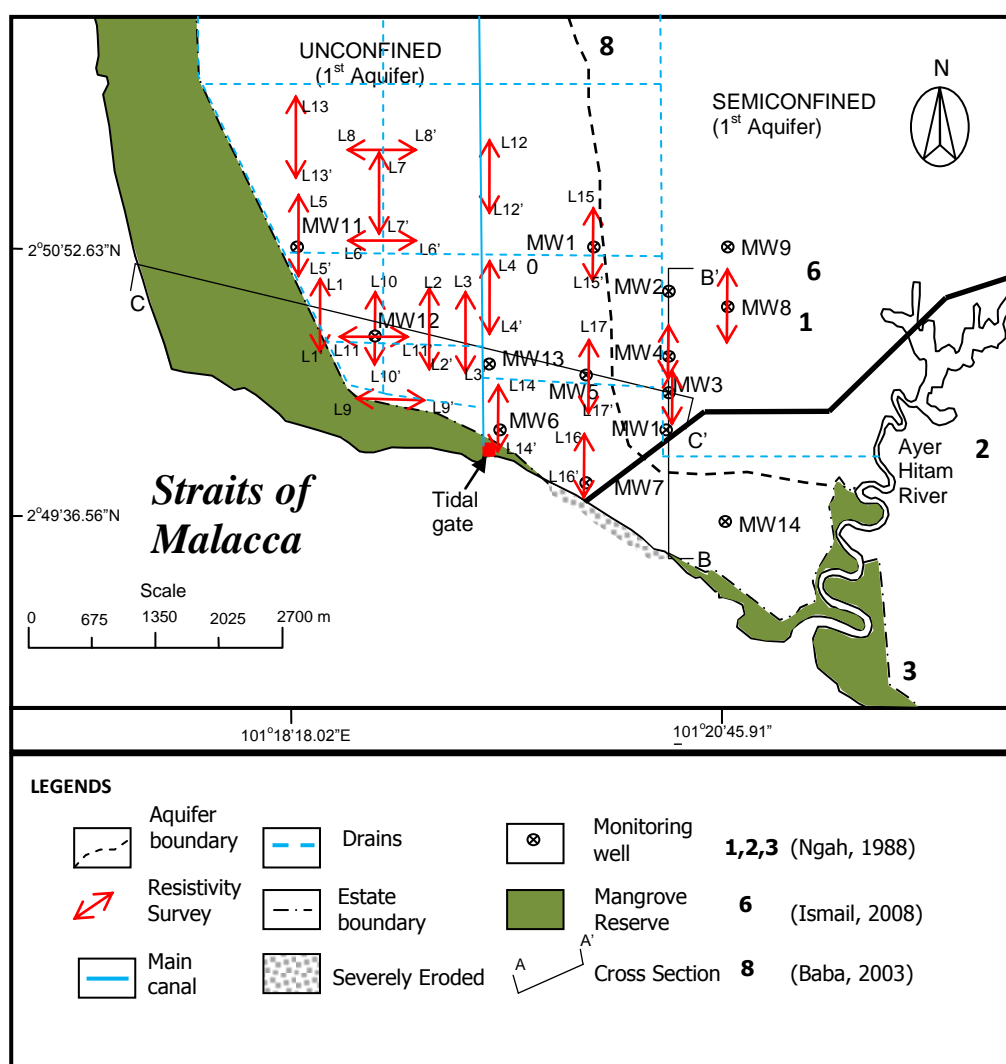 8
UNCONFINED
(1st Aquifer)
N
SEMICONFINED
(1st Aquifer)
L13
L8
L8'
L12
L7
L13'
L5
L12'
L15
MW11
L7'
2°50'52.63"N
L6
L6'
MW1
0
MW9
L5'
L4
L15'
B'
6
C
L1
L10
L2
L3
MW2
MW8
MW12
L4'
L17
1
L1'
L11
L11'
MW13
MW4
L10'
L2'
L3
L14
MW5
MW3
L9
L9'
L17'
C'
MW6
L16
MW1
Ayer
Hitam
River
2
L14'
L16'
MW7
Tidal
gate
Straits of
Malacca
2°49'36.56"N
MW14
B
Scale
0 675 1350 2025 2700 m
3
101°18'18.02"E
101°20'45.91"
LEGENDS
Aquifer
boundary
Drains
Monitoring
well
1,2,3 (Ngah, 1988)
Resistivity
Survey
Estate
boundary
Mangrove
Reserve
6 (Ismail, 2008)
Main
canal
Severely Eroded
A
A'
Cross Section
8 (Baba, 2003)